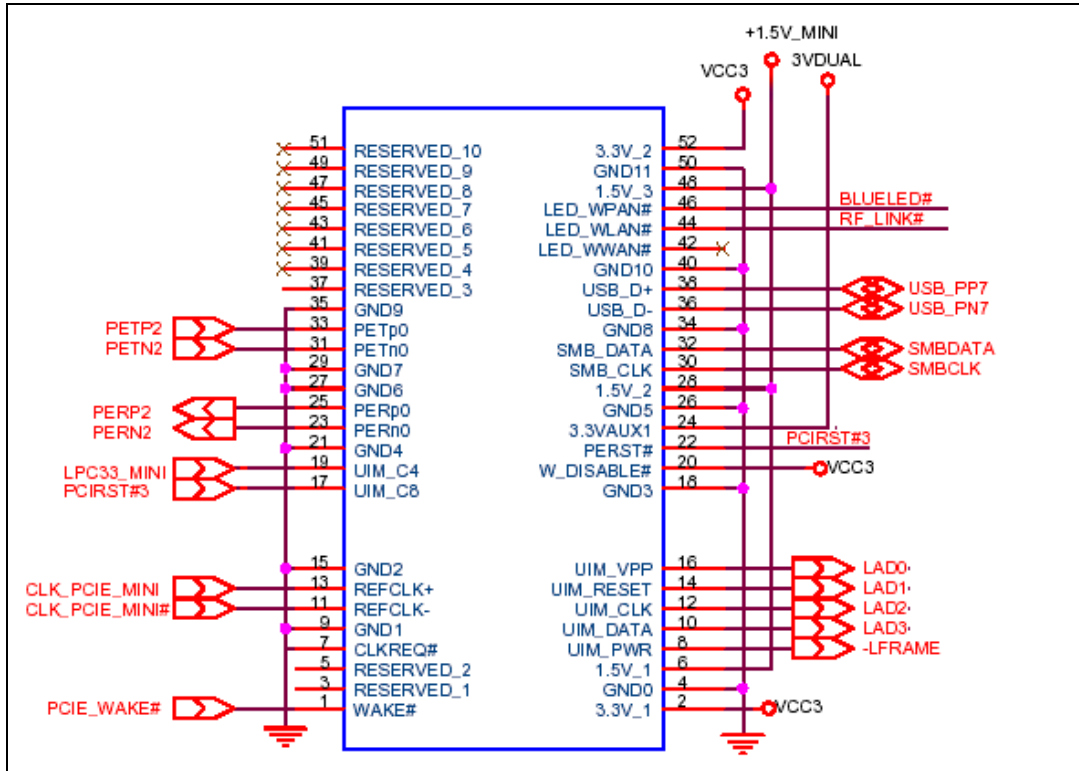 +1.5V_MINI
VCC3 3VDUAL
51 RESERVED_10 3.3V_2 52
49 RESERVED_9 GND11 50
47 RESERVED_8 1.5V_3 48
45 RESERVED_7 LED_WPAN# 46 BLUELED#
43 RESERVED_6 LED_WLAN# 44 RF_LINK#
41 RESERVED_5 LED_WWAN# 42
39 RESERVED_4 GND10 40
37 RESERVED_3 USB_D+ 38 USB_PP7
35 GND9 USB_D- 36 USB_PN7
PETP2 33 PETp0 GND8 34
PETN2 31 PETn0 SMB_DATA 32 SMBDATA
29 GND7 SMB_CLK 30 SMBCLK
27 GND6 1.5V_2 28
PERP2 25 PERp0 GND5 26
PERN2 23 PERn0 3.3VAUX1 24
21 GND4 PERST# 22 PCIRST#3
LPC33_MINI 19 UIM_C4 W_DISABLE# 20 VCC3
PCIRST#3 17 UIM_C8 GND3 18
15 GND2 UIM_VPP 16 LAD0
CLK_PCIE_MINI 13 REFCLK+ UIM_RESET 14 LAD1
CLK_PCIE_MINI# 11 REFCLK- UIM_CLK 12 LAD2
9 GND1 UIM_DATA 10 LAD3
7 CLKREQ# UIM_PWR 8 -LFRAME
5 RESERVED_2 1.5V_1 6
3 RESERVED_1 GND0 4
PCIE_WAKE# 1 WAKE# 3.3V_1 2 VCC3